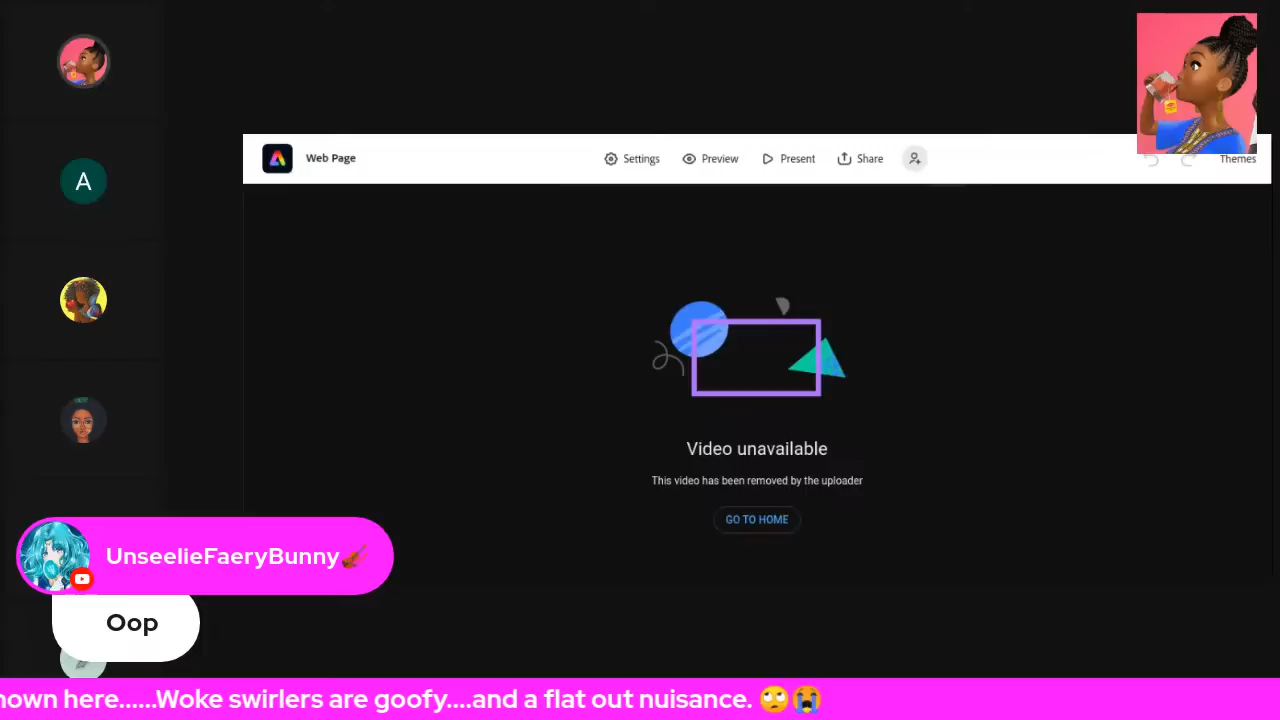 Web Page
Settings
Preview
Present
Share
Themes
A
Video unavailable
This video has been removed by the uploader
GO TO HOME
UnseelieFaeryBunny🎻
Oop
here......Woke swirlers are goofy....and a flat out nuisance. 🙄😭